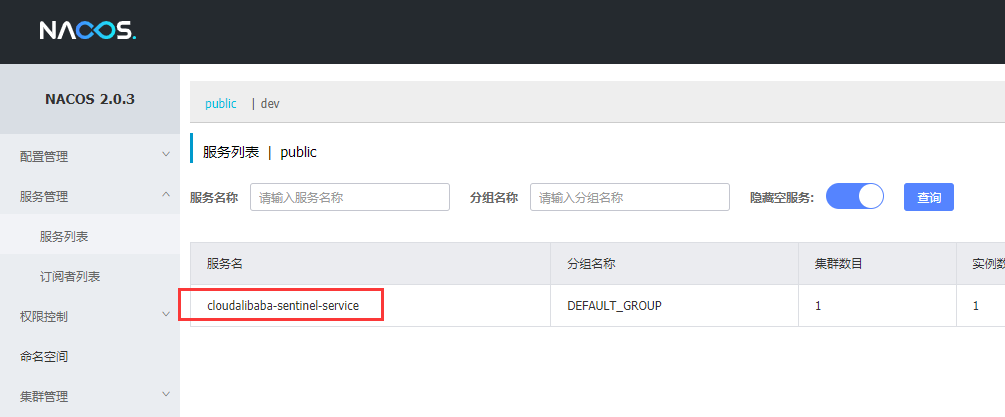 NACOS.
NACOS 2.0.3
配置管理
服务管理
服务列表
订阅者列表
权限控制
命名空间
集群管理
public | dev
服务列表 | public
服务名称 请输入服务名称 分组名称 请输入分组名称 隐藏空服务: 查询
服务名 分组名称 集群数目 实例数
cloudalibaba-sentinel-service DEFAULT_GROUP 1 1